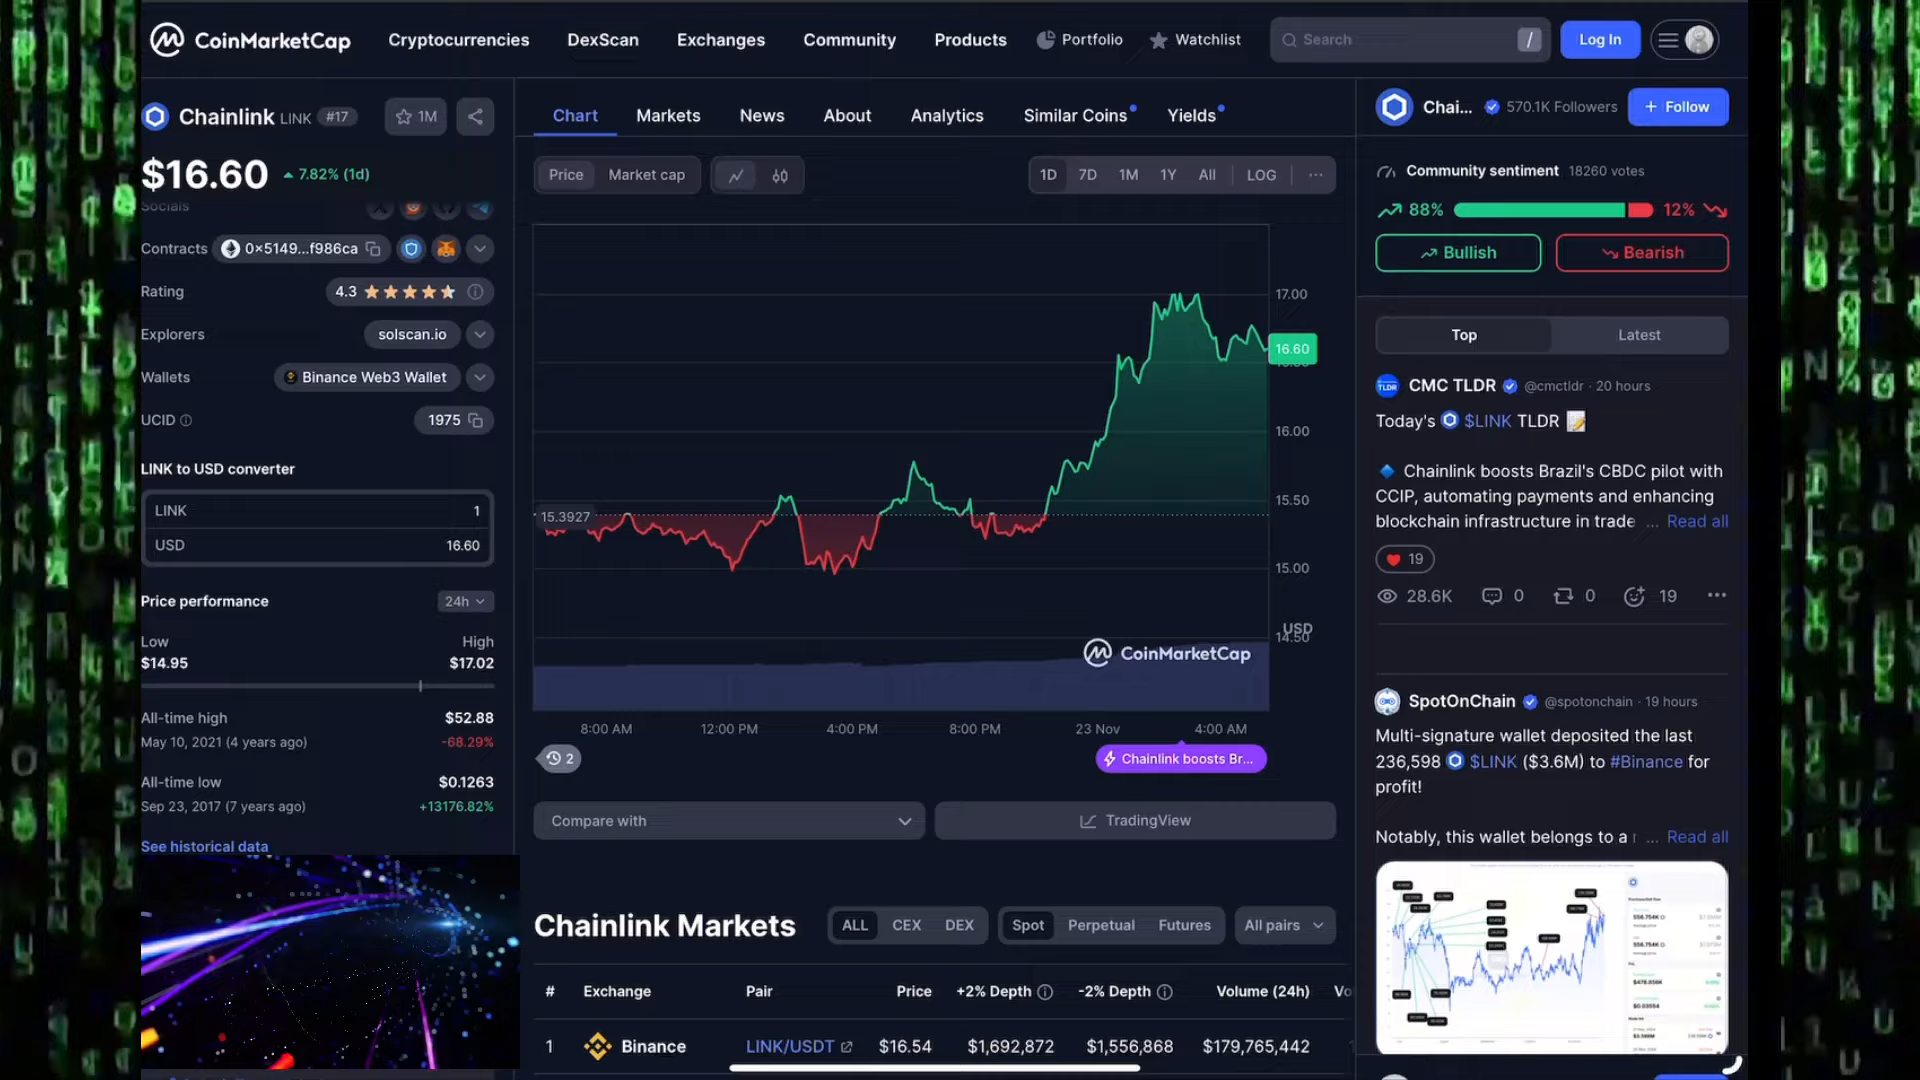 CoinMarketCap
Cryptocurrencies
DexScan
Exchanges
Community
Products
Portfolio
Watchlist
Search
/
Log In
Chainlink LINK #17
1M
$16.60 7.82% (1d)
Socials
Contracts 0x5149...f986ca
Rating 4.3
Explorers solscan.io
Wallets Binance Web3 Wallet
UCID 1975
LINK to USD converter
LINK 1
USD 16.60
Price performance 24h
Low High
$14.95 $17.02
All-time high $52.88
May 10, 2021 (4 years ago) -68.29%
All-time low $0.1263
Sep 23, 2017 (7 years ago) +13176.82%
See historical data
Chart Markets News About Analytics Similar Coins Yields
Price Market cap
1D 7D 1M 1Y All LOG ...
17.00
16.60
16.00
15.50
15.3927
15.00
USD
14.50
CoinMarketCap
8:00 AM 12:00 PM 4:00 PM 8:00 PM 23 Nov 4:00 AM
2
Chainlink boosts Br...
Compare with
TradingView
Chainlink Markets
ALL CEX DEX
Spot Perpetual Futures
All pairs
# Exchange Pair Price +2% Depth -2% Depth Volume (24h) Vo
1 Binance LINK/USDT $16.54 $1,692,872 $1,556,868 $179,765,442
Chai... 570.1K Followers
+ Follow
Community sentiment 18260 votes
88% 12%
Bullish
Bearish
Top Latest
TLDR
CMC TLDR @cmctldr · 20 hours
Today's $LINK TLDR
Chainlink boosts Brazil's CBDC pilot with
CCIP, automating payments and enhancing
blockchain infrastructure in trade ... Read all
19
28.6K 0 0 19 ...
SpotOnChain @spotonchain · 19 hours
Multi-signature wallet deposited the last
236,598 $LINK ($3.6M) to #Binance for
profit!
Notably, this wallet belongs to a ... Read all